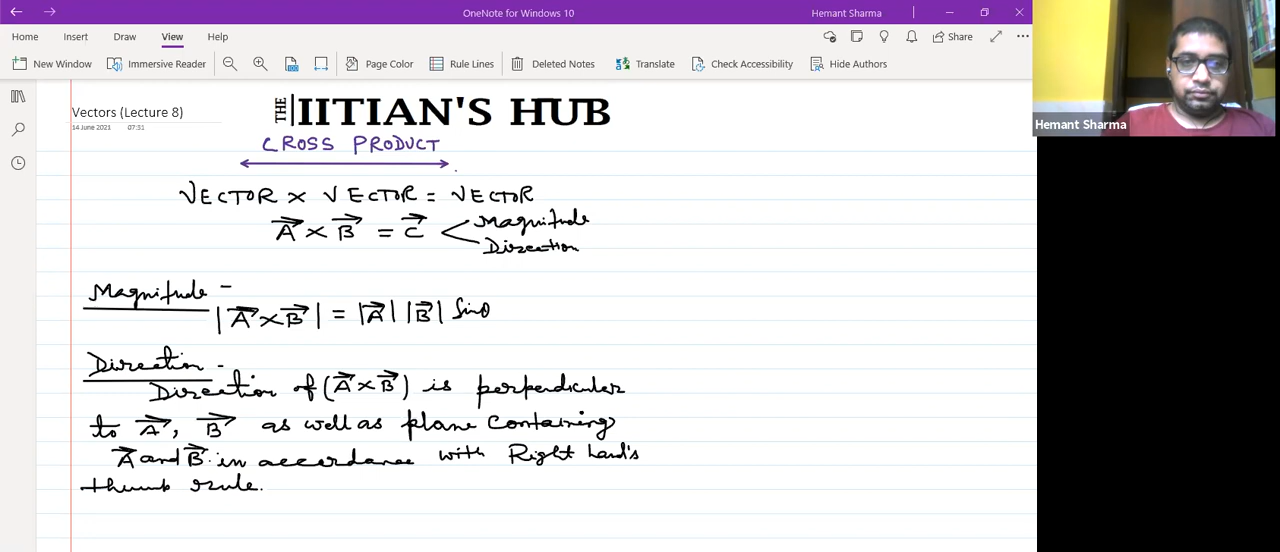 OneNote for Windows 10
Hemant Sharma
Home Insert Draw View Help
Share
New Window Immersive Reader Page Color Rule Lines Deleted Notes Translate Check Accessibility Hide Authors
Vectors (Lecture 8)
14 June 2021 07:31
THE IITIAN'S HUB
CROSS PRODUCT
VECTOR × VECTOR = VECTOR
A⃗ × B⃗ = C⃗ < Magnitude
Direction
Magnitude -
|A⃗ × B⃗| = |A⃗| |B⃗| Sinθ
Direction -
Direction of (A⃗ × B⃗) is perpendicular
to A⃗, B⃗ as well as plane containing
A⃗ and B⃗ in accordance with Right hand's
thumb rule.
Hemant Sharma